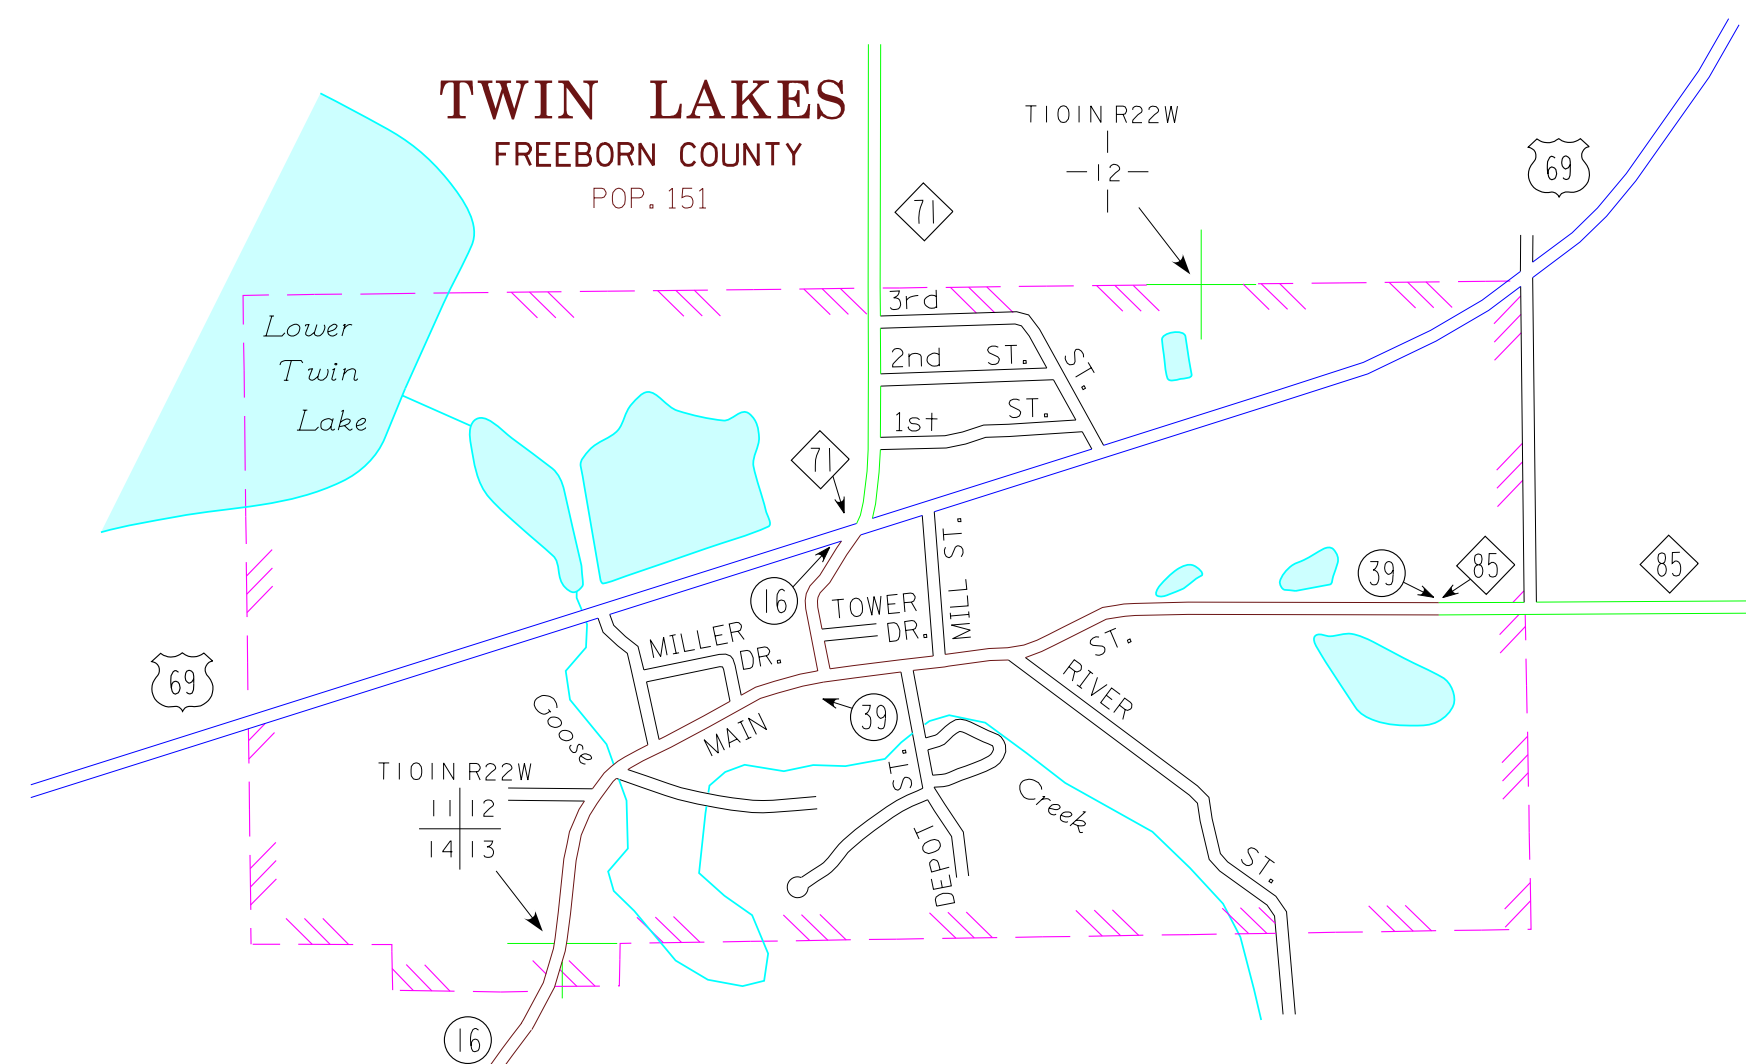 TWIN LAKES
FREEBORN COUNTY
POP. 151
T101N R22W
12
69
71
3rd
2nd ST.
ST.
1st ST.
Lower
Twin
Lake
71
16
TOWER
DR.
MILL ST.
39
85
85
MILLER
DR.
ST.
RIVER
69
Goose
MAIN
39
T101N R22W
11 12
14 13
ST.
Creek
DEPOT
ST.
16